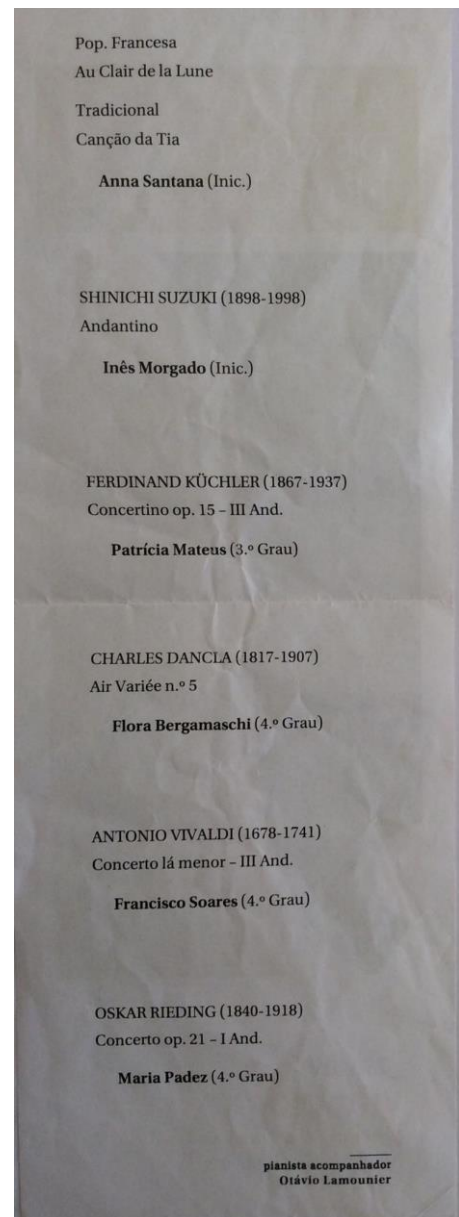 Pop. Francesa
Au Clair de la Lune
Tradicional
Canção da Tia
Anna Santana (Inic.)
SHINICHI SUZUKI (1898-1998)
Andantino
Inês Morgado (Inic.)
FERDINAND KÜCHLER (1867-1937)
Concertino op. 15 – III And.
Patrícia Mateus (3.º Grau)
CHARLES DANCLA (1817-1907)
Air Variée n.º 5
Flora Bergamaschi (4.º Grau)
ANTONIO VIVALDI (1678-1741)
Concerto lá menor – III And.
Francisco Soares (4.º Grau)
OSKAR RIEDING (1840-1918)
Concerto op. 21 – I And.
Maria Padez (4.º Grau)
pianista acompanhador
Otávio Lamounier